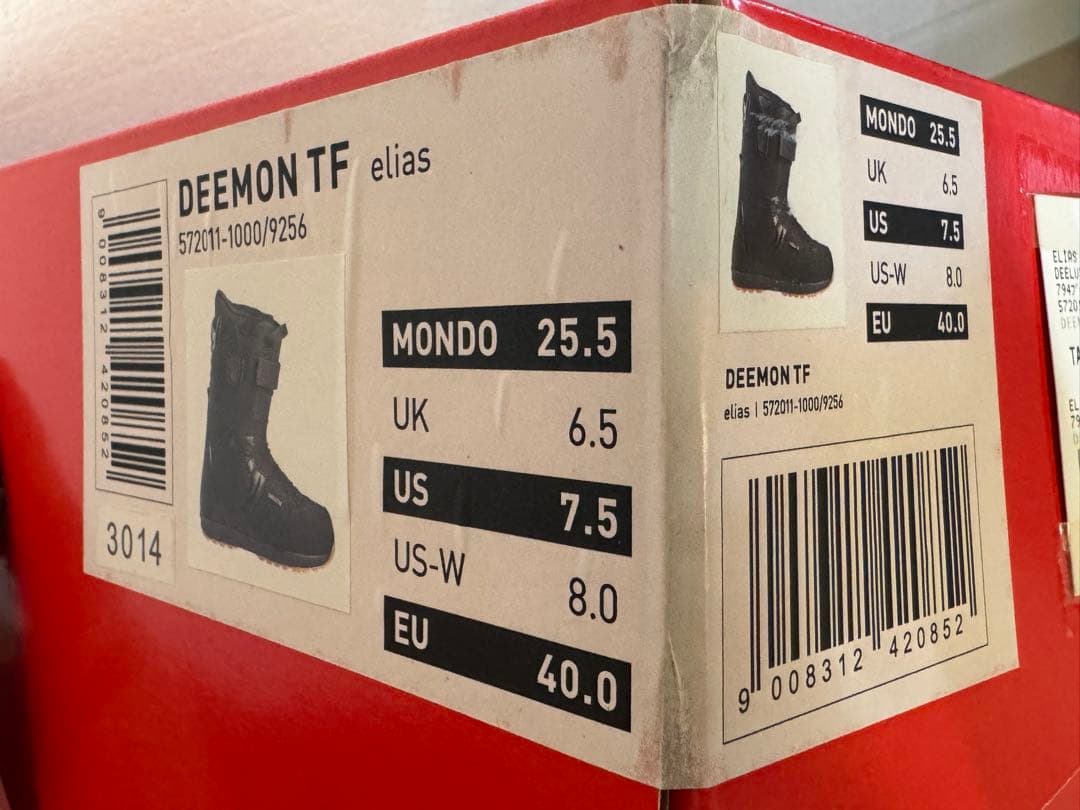 DEEMON TF elias
572011-1000/9256
9 008312 420852
3014
MONDO 25.5
UK 6.5
US 7.5
US-W 8.0
EU 40.0
MONDO 25.5
UK 6.5
US 7.5
US-W 8.0
EU 40.0
DEEMON TF
elias | 572011-1000/9256
9 008312 420852
ELIAS